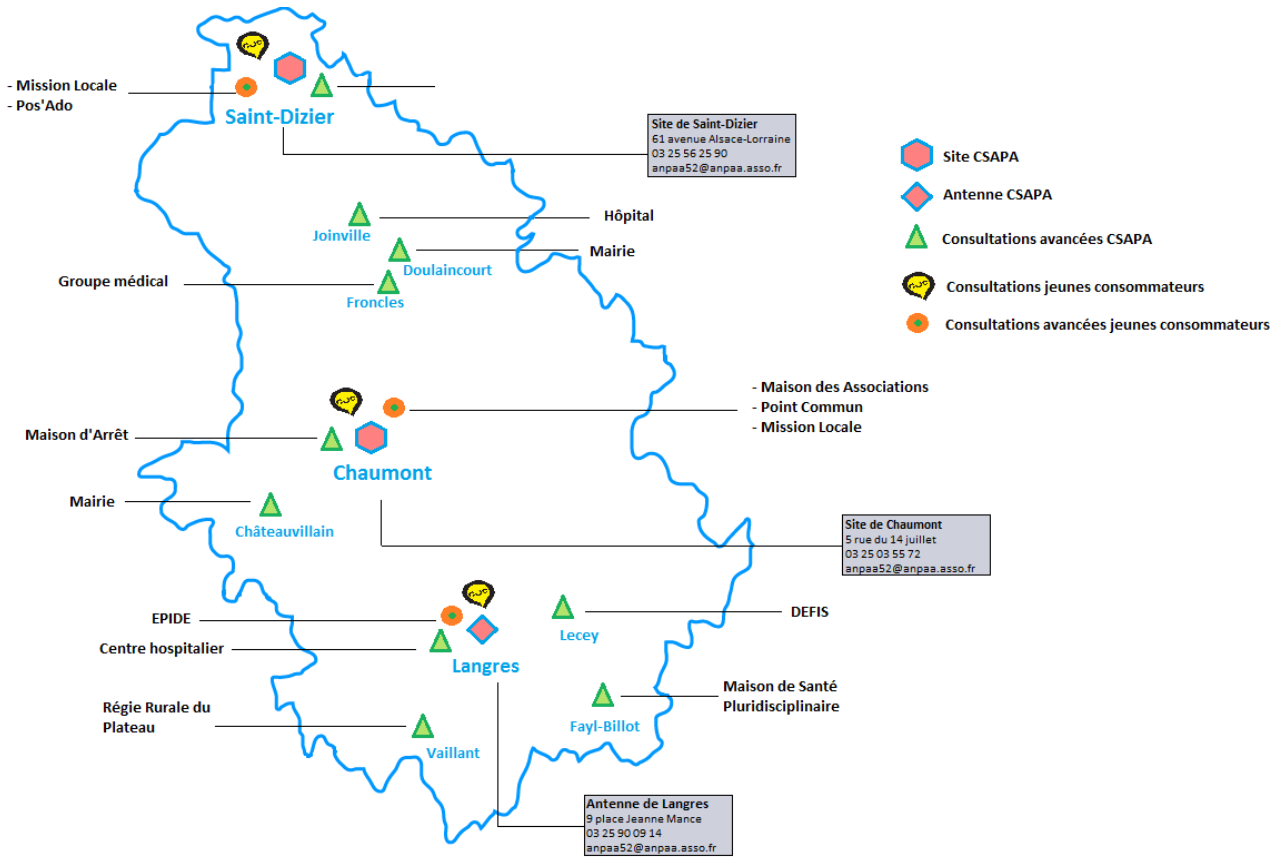 - Mission Locale
- Pos'Ado
Saint-Dizier
Site de Saint-Dizier
61 avenue Alsace-Lorraine
03 25 56 25 90
anpaa52@anpaa.asso.fr
Site CSAPA
Antenne CSAPA
Consultations avancées CSAPA
Consultations jeunes consommateurs
Consultations avancées jeunes consommateurs
Hôpital
Joinville
Mairie
Doulaincourt
Groupe médical
Froncles
- Maison des Associations
- Point Commun
- Mission Locale
Maison d'Arrêt
Chaumont
Mairie
Châteauvillain
Site de Chaumont
5 rue du 14 juillet
03 25 03 55 72
anpaa52@anpaa.asso.fr
EPIDE
Centre hospitalier
Langres
DEFIS
Lecey
Maison de Santé
Pluridisciplinaire
Fayl-Billot
Régie Rurale du
Plateau
Vaillant
Antenne de Langres
9 place Jeanne Mance
03 25 90 09 14
anpaa52@anpaa.asso.fr